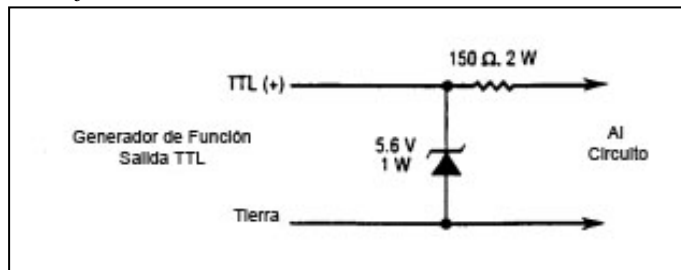 150 Ω. 2 W
TTL (+)
Generador de Función
Salida TTL
5.6 V
1 W
Al
Circuito
Tierra